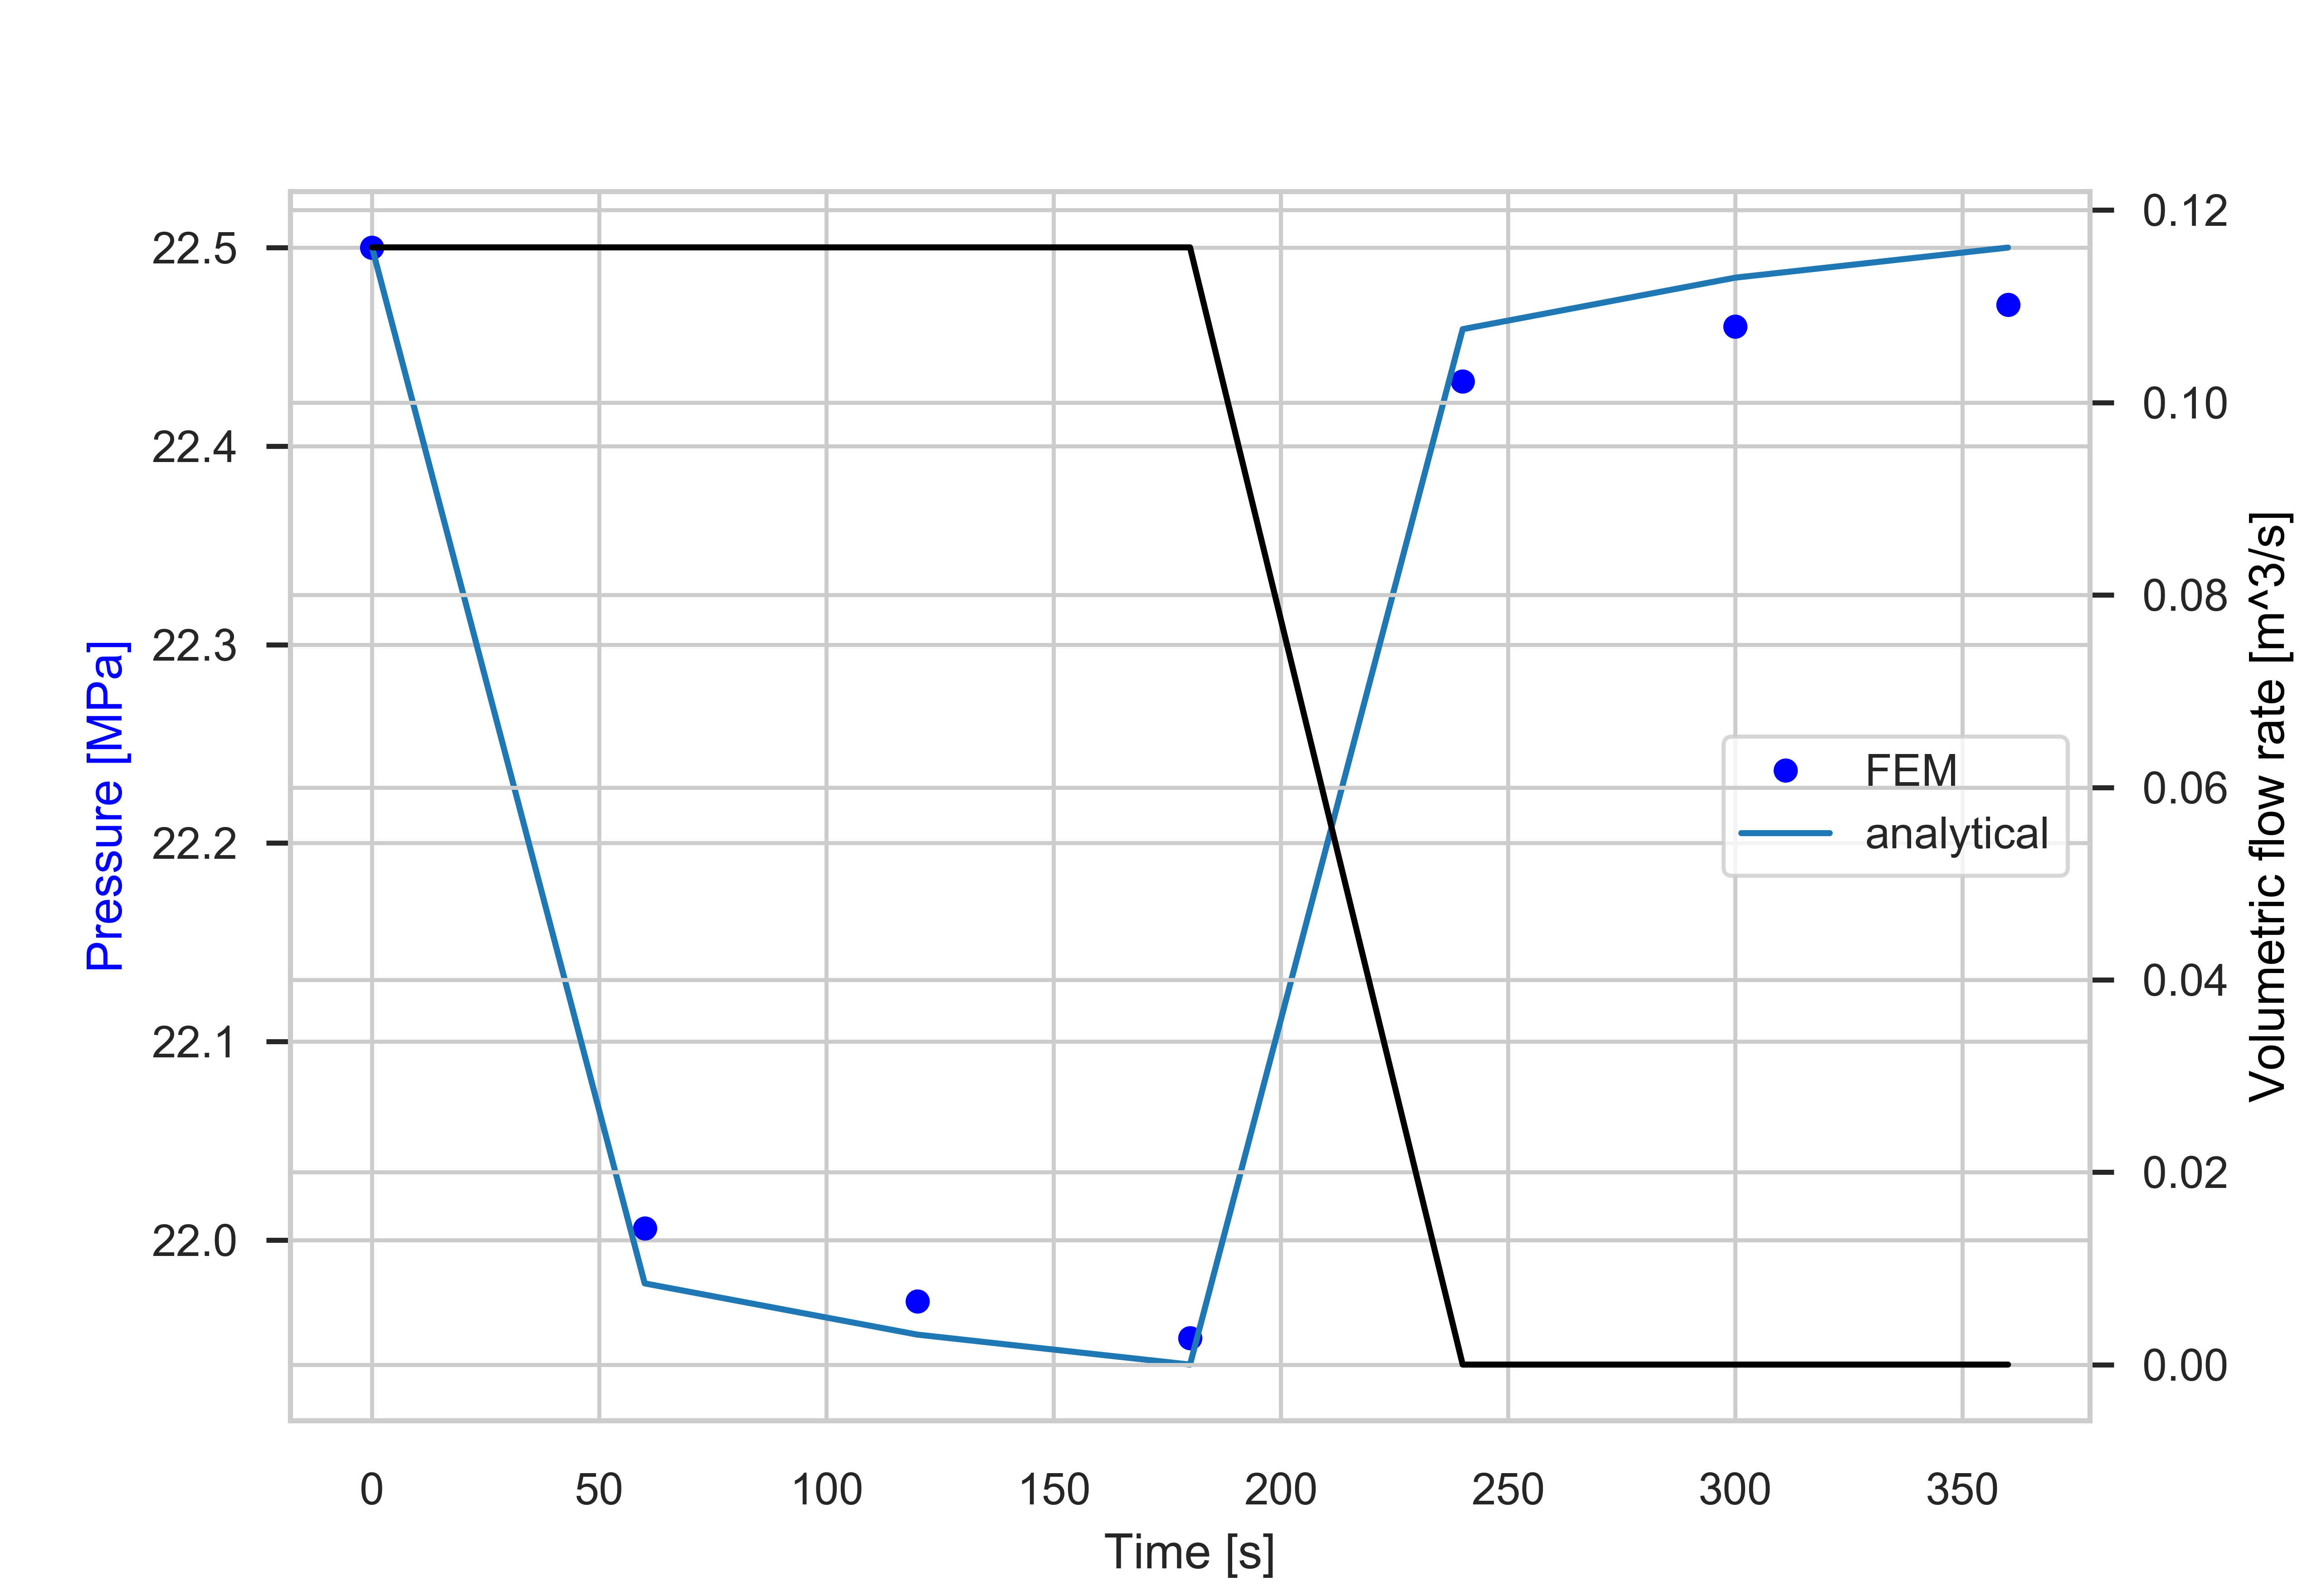 Pressure [MPa]
22.5
22.4
22.3
22.2
22.1
22.0
0.12
0.10
0.08
0.06
0.04
0.02
0.00
Volumetric flow rate [m^3/s]
FEM
analytical
0 50 100 150 200 250 300 350
Time [s]